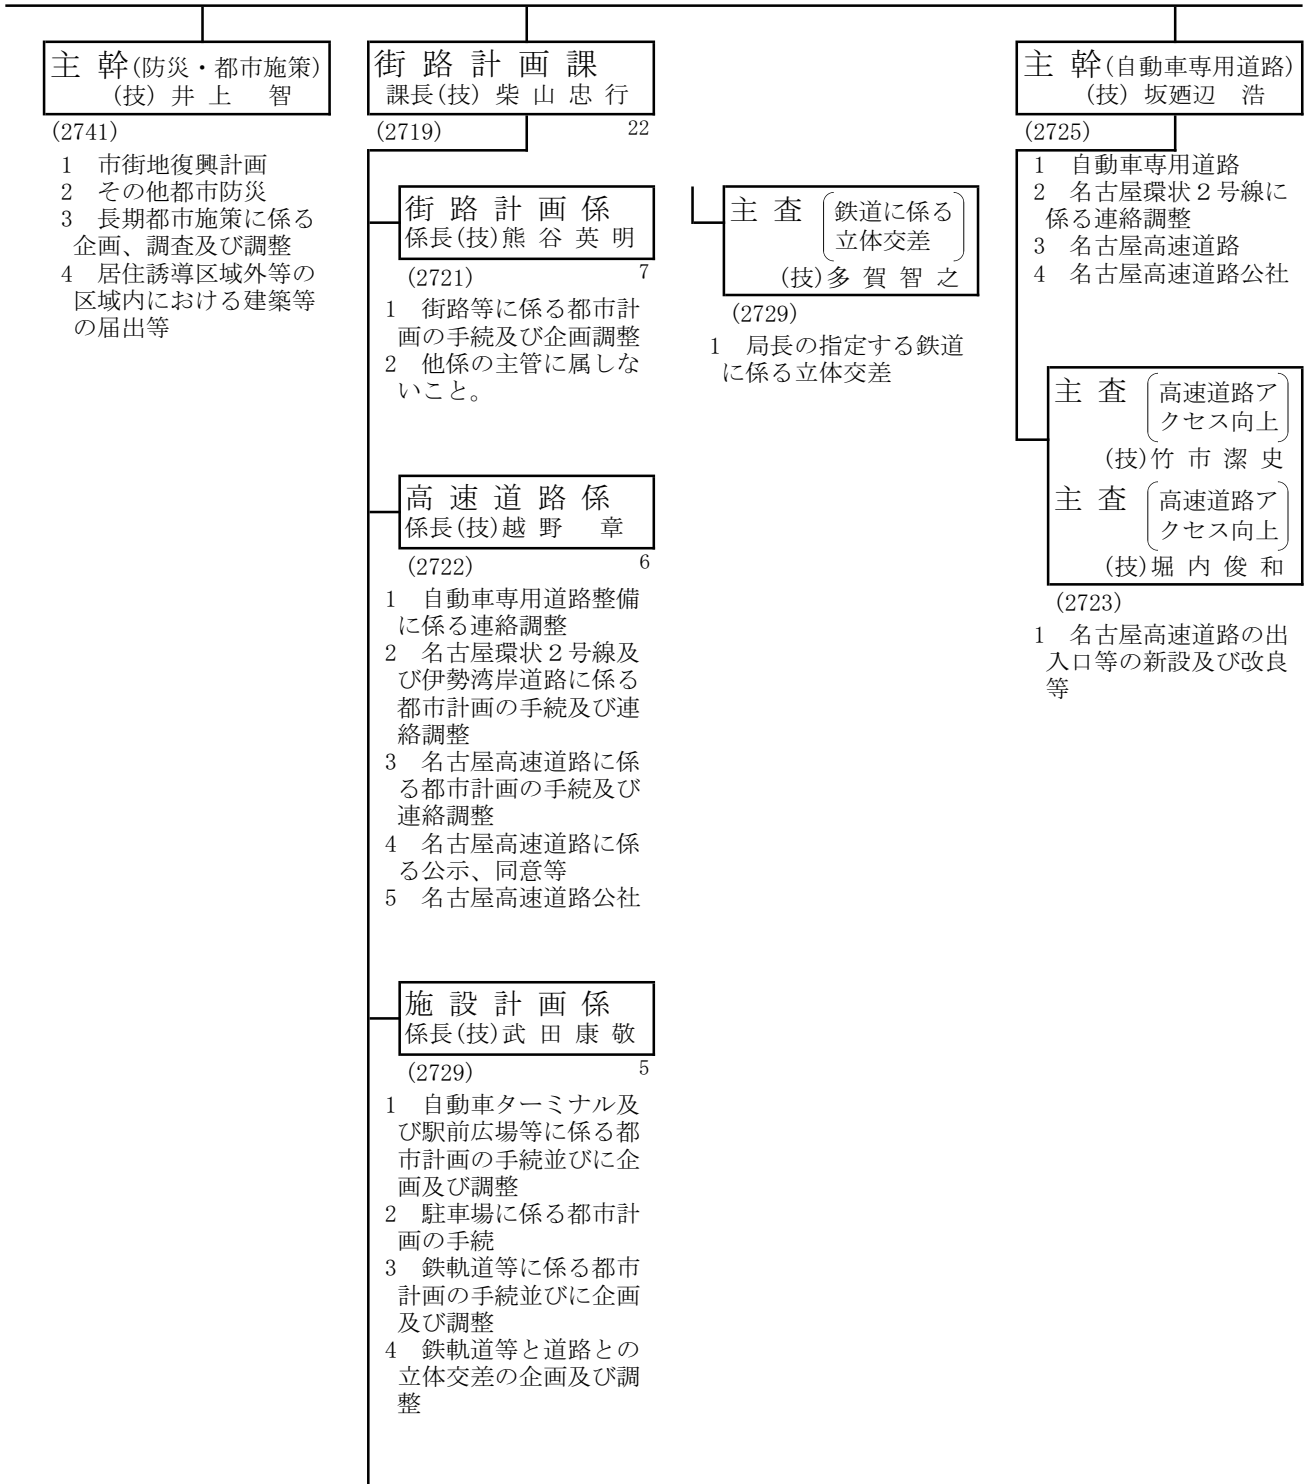 主 幹(防災・都市施策)
(技) 井 上 智
(2741)
1 市街地復興計画
2 その他都市防災
3 長期都市施策に係る
企画、調査及び調整
4 居住誘導区域外等の
区域内における建築等
の届出等
街 路 計 画 課
課長(技) 柴 山 忠 行
(2719) 22
街 路 計 画 係
係長(技)熊 谷 英 明
(2721) 7
1 街路等に係る都市計
画の手続及び企画調整
2 他係の主管に属しな
いこと。
高 速 道 路 係
係長(技)越 野 章
(2722) 6
1 自動車専用道路整備
に係る連絡調整
2 名古屋環状2号線及
び伊勢湾岸道路に係る
都市計画の手続及び連
絡調整
3 名古屋高速道路に係
る都市計画の手続及び
連絡調整
4 名古屋高速道路に係
る公示、同意等
5 名古屋高速道路公社
施 設 計 画 係
係長(技)武 田 康 敬
(2729) 5
1 自動車ターミナル及
び駅前広場等に係る都
市計画の手続並びに企
画及び調整
2 駐車場に係る都市計
画の手続
3 鉄軌道等に係る都市
計画の手続並びに企画
及び調整
4 鉄軌道等と道路との
立体交差の企画及び調
整
主 査 (鉄道に係る
立体交差)
(技)多 賀 智 之
(2729)
1 局長の指定する鉄道
に係る立体交差
主 幹(自動車専用道路)
(技) 坂廼辺 浩
(2725)
1 自動車専用道路
2 名古屋環状2号線に
係る連絡調整
3 名古屋高速道路
4 名古屋高速道路公社
主 査 (高速道路ア
クセス向上)
(技)竹 市 潔 史
主 査 (高速道路ア
クセス向上)
(技)堀 内 俊 和
(2723)
1 名古屋高速道路の出
入口等の新設及び改良
等